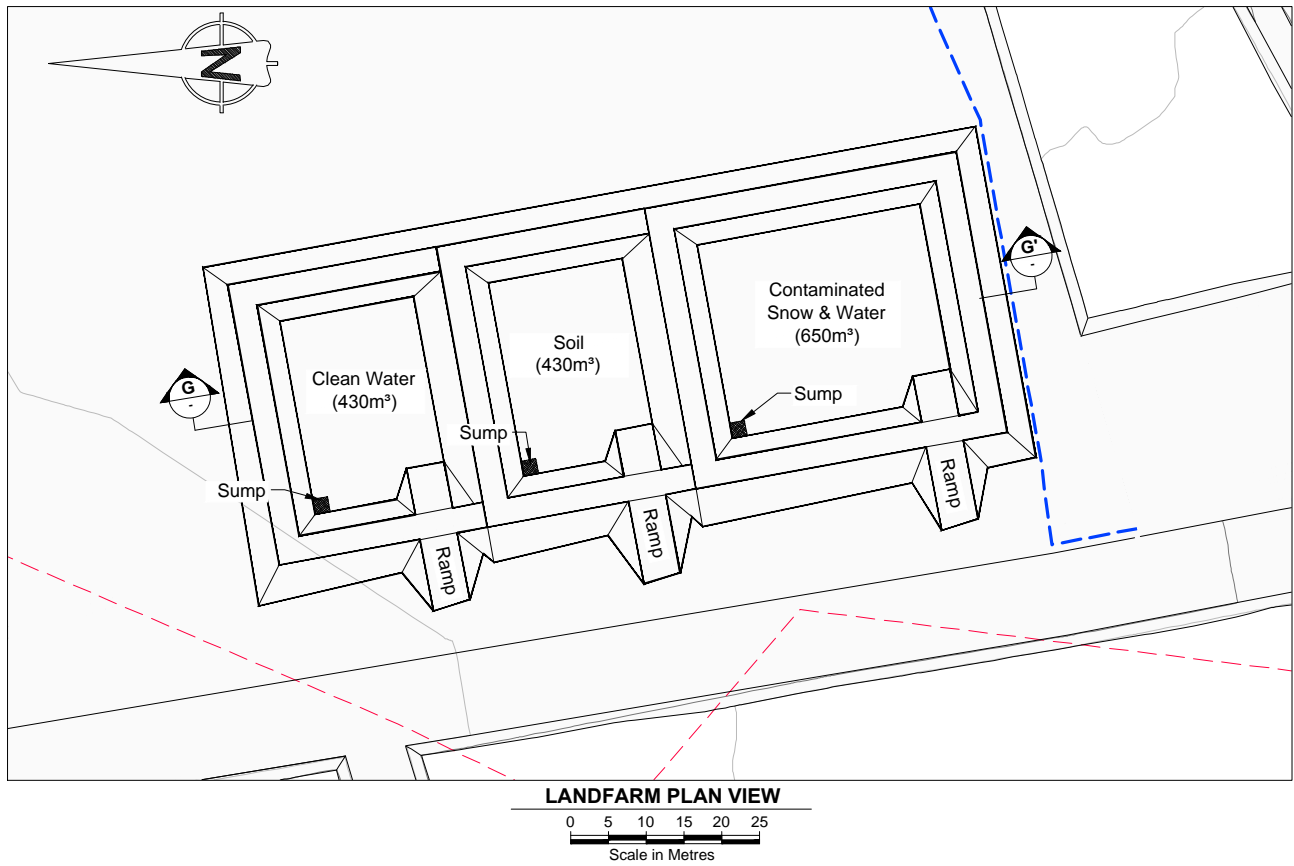 N
G'
-
Contaminated
Snow & Water
(650m³)
Soil
(430m³)
Clean Water
(430m³)
G
-
Sump
Sump
Sump
Ramp
Ramp
Ramp
LANDFARM PLAN VIEW
0 5 10 15 20 25
Scale in Metres